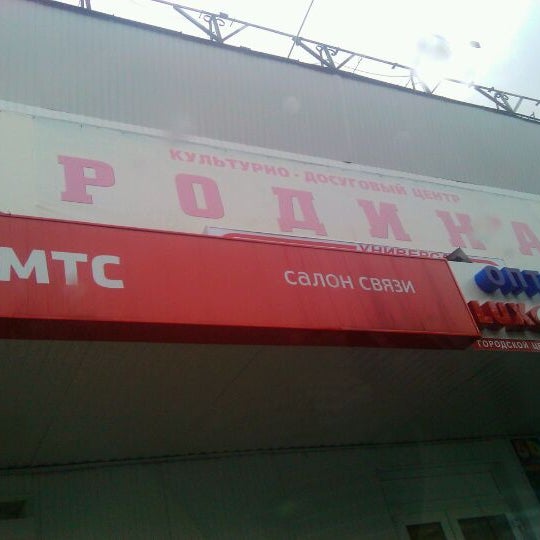 КУЛЬТУРНО - ДОСУГОВЫЙ ЦЕНТР
РОДИНА
МТС
салон связи
ГОРОДСКОЙ